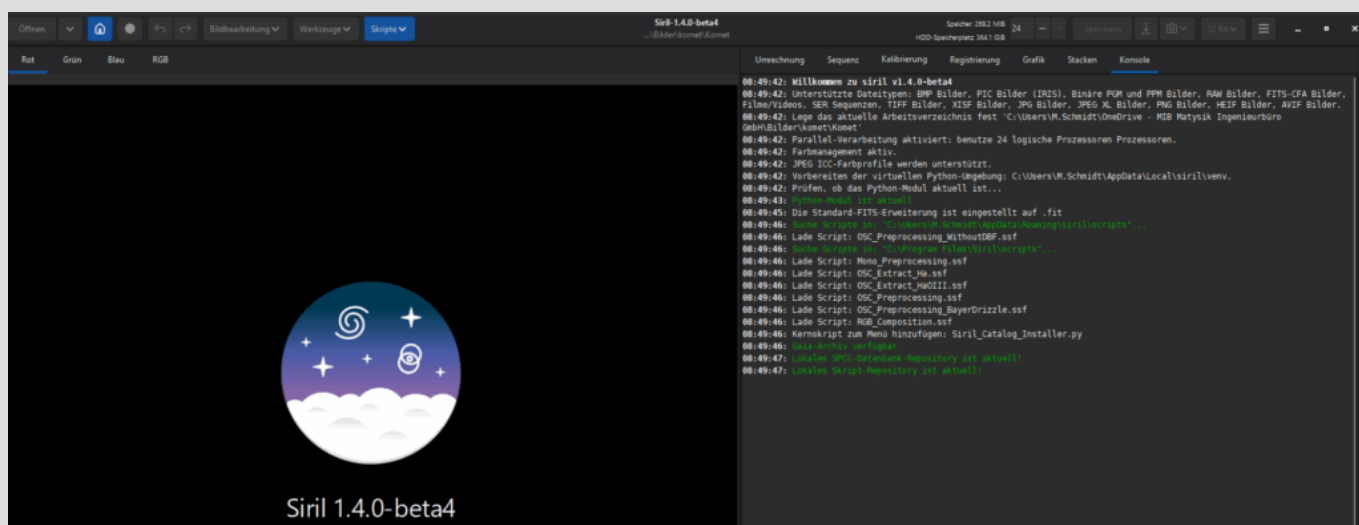 Siril-1.4.0-beta4
Öffnen Bildbearbeitung Werkzeuge Skripte ...\Bilder\komet\Komet Speicher: 268.2 MiB 24 Speichern 32 Bit
HDD-Speicherplatz: 364.1 GiB
Rot Grün Blau RGB
Umrechnung Sequenz Kalibrierung Registrierung Grafik Stacken Konsole
08:49:42: Willkommen zu siril v1.4.0-beta4
08:49:42: Unterstützte Dateitypen: BMP Bilder, PIC Bilder (IRIS), Binäre PGM und PPM Bilder, RAW Bilder, FITS-CFA Bilder,
Filme/Videos, SER Sequenzen, TIFF Bilder, XISF Bilder, JPG Bilder, JPEG XL Bilder, PNG Bilder, HEIF Bilder, AVIF Bilder.
08:49:42: Lege das aktuelle Arbeitsverzeichnis fest 'C:\Users\M.Schmidt\OneDrive - MIB Matysik Ingenieurbüro
GmbH\Bilder\komet\Komet'
08:49:42: Parallel-Verarbeitung aktiviert: benutze 24 logische Prozessoren Prozessoren.
08:49:42: Farbmanagement aktiv.
08:49:42: JPEG ICC-Farbprofile werden unterstützt.
08:49:42: Vorbereiten der virtuellen Python-Umgebung: C:\Users\M.Schmidt\AppData\Local\siril\venv.
08:49:42: Prüfen, ob das Python-Modul aktuell ist...
08:49:43: Python-Modul ist aktuell
08:49:45: Die Standard-FITS-Erweiterung ist eingestellt auf .fit
08:49:46: Suche Scripte in: "C:\Users\M.Schmidt\AppData\Roaming\siril\scripts"...
08:49:46: Lade Script: OSC_Preprocessing_WithoutDBF.ssf
08:49:46: Suche Scripte in: "C:\Program Files\Siril\scripts"...
08:49:46: Lade Script: Mono_Preprocessing.ssf
08:49:46: Lade Script: OSC_Extract_Ha.ssf
08:49:46: Lade Script: OSC_Extract_HaOIII.ssf
08:49:46: Lade Script: OSC_Preprocessing.ssf
08:49:46: Lade Script: OSC_Preprocessing_BayerDrizzle.ssf
08:49:46: Lade Script: RGB_Composition.ssf
08:49:46: Kernskript zum Menü hinzufügen: Siril_Catalog_Installer.py
08:49:46: Gaia-Archiv verfügbar
08:49:47: Lokales SPCC-Datenbank-Repository ist aktuell!
08:49:47: Lokales Skript-Repository ist aktuell!
Siril 1.4.0-beta4